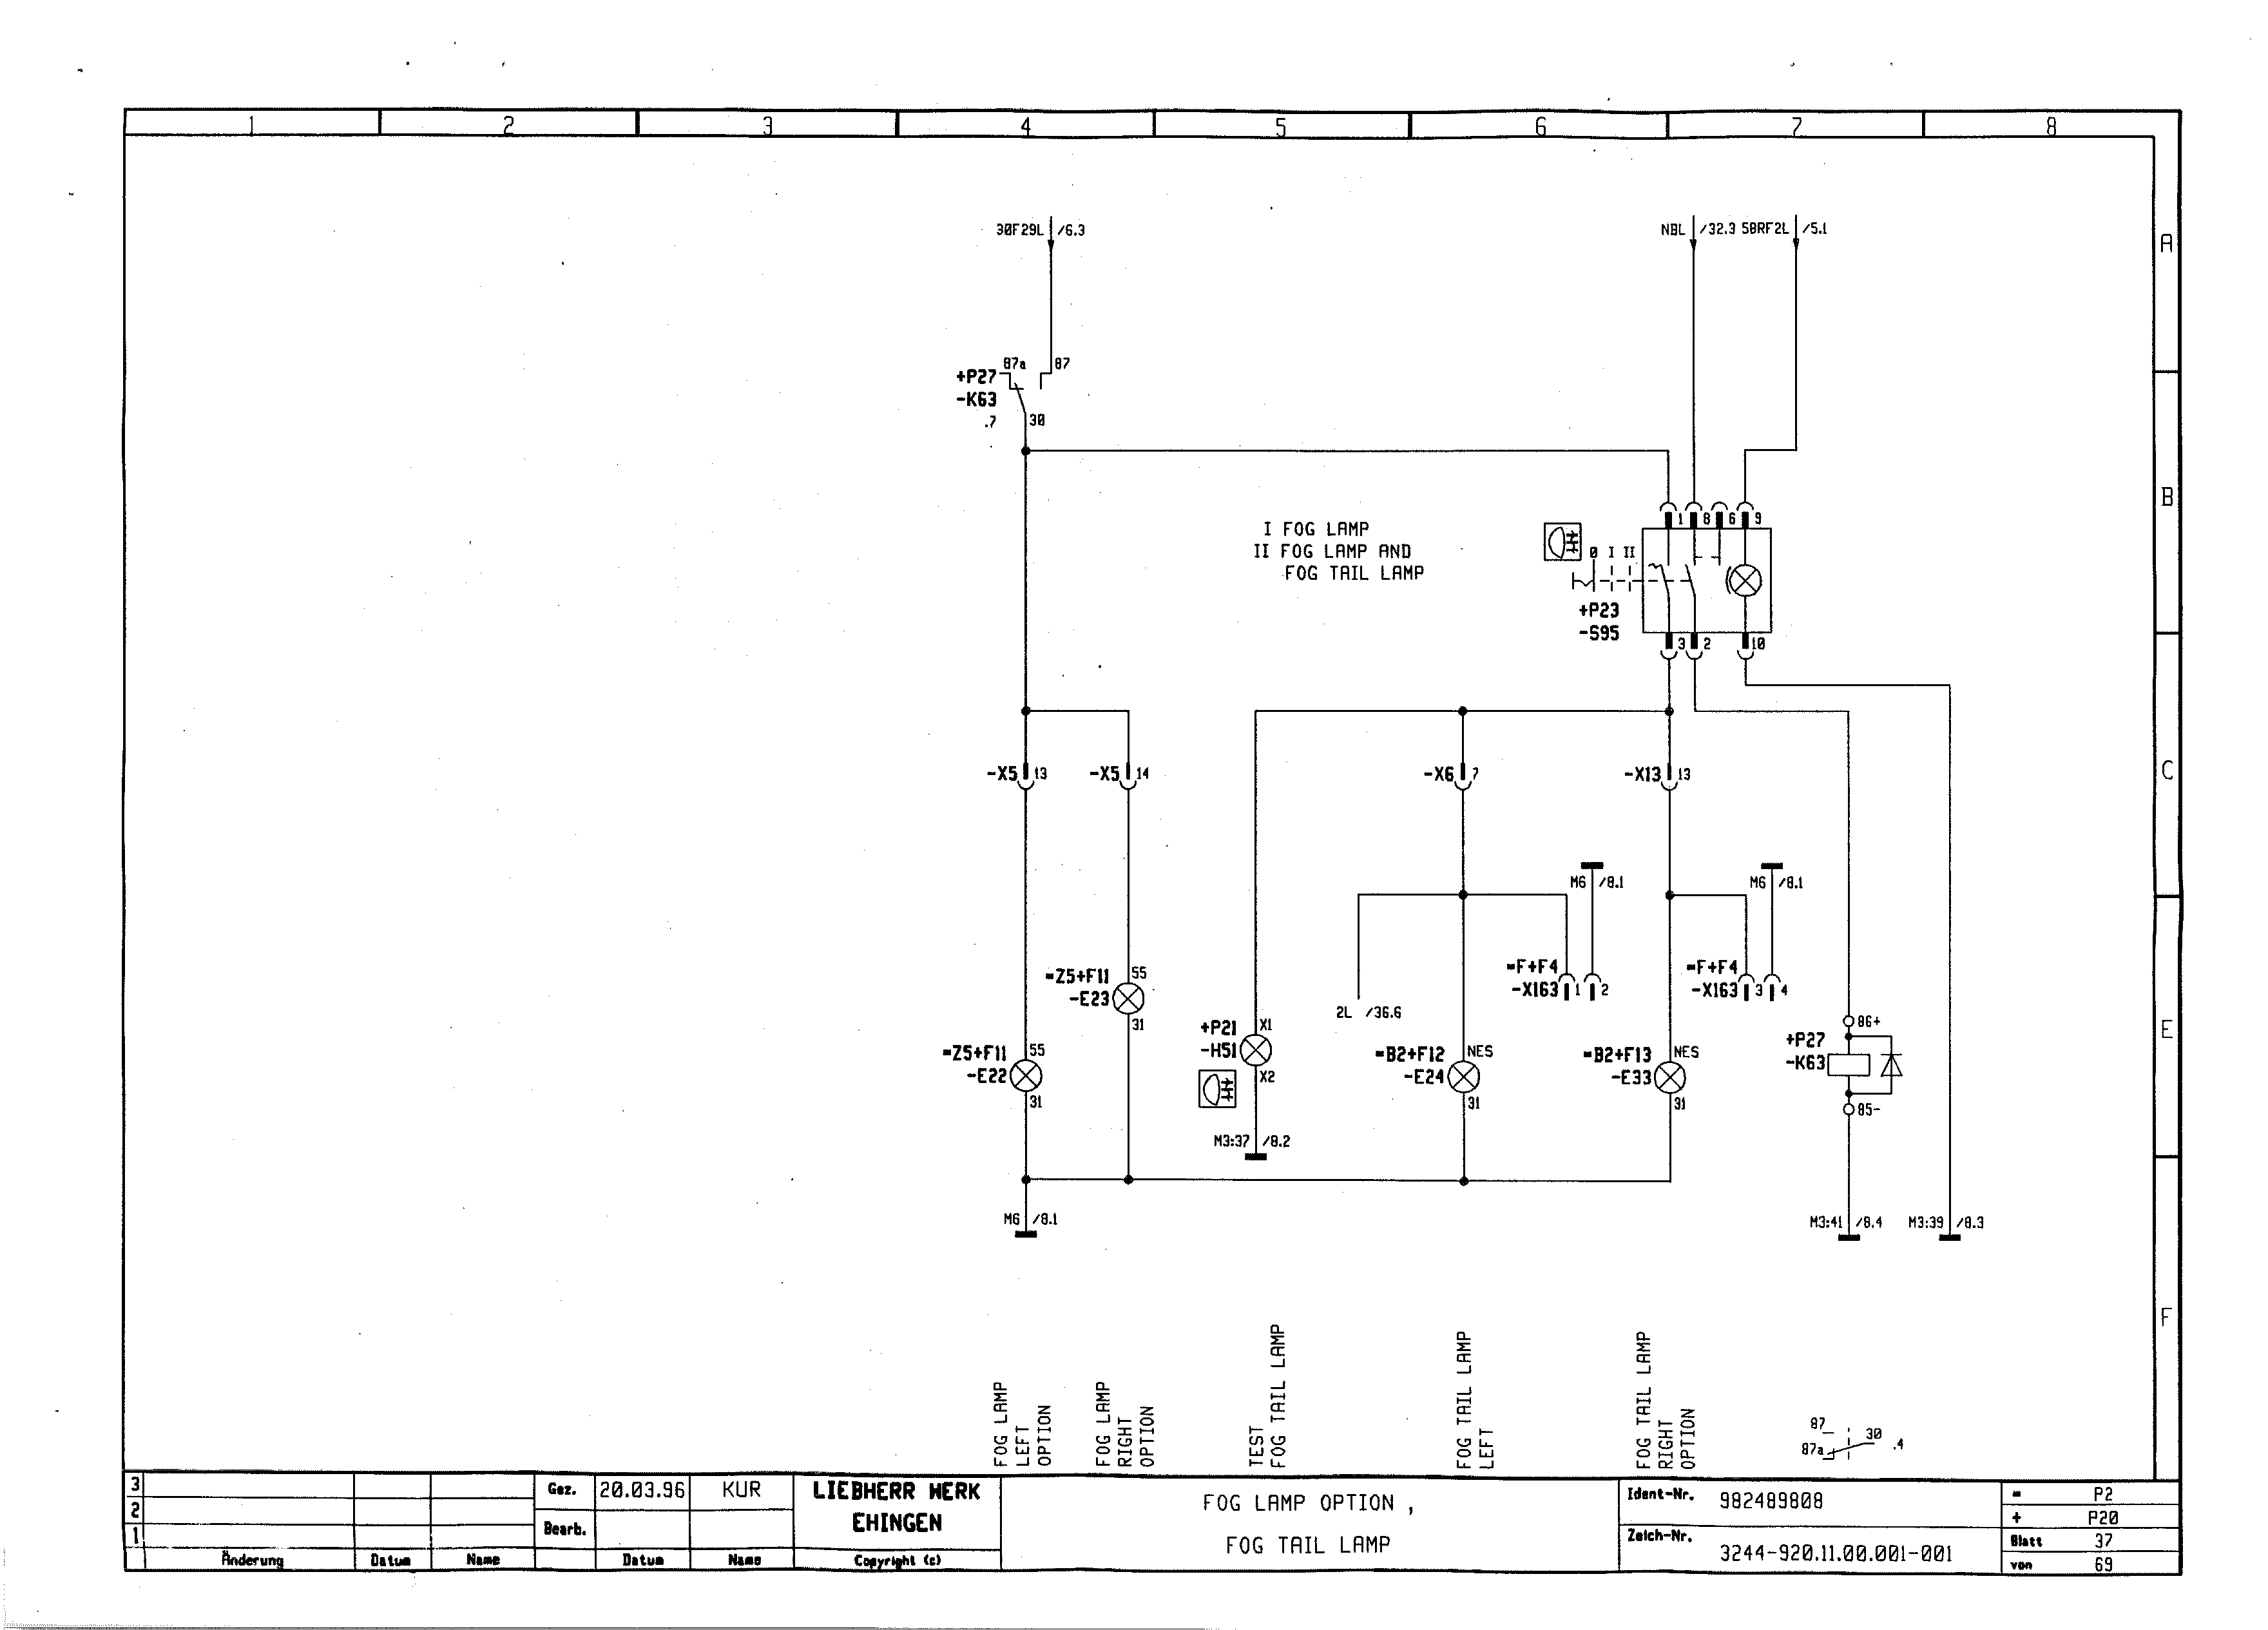 1 2 3 4 5 6 7 8
A
30F29L /6.3
NBL /32.3 58RF2L /5.1
87a 87
+P27
-K63
.7 30
B
I FOG LAMP
II FOG LAMP AND
FOG TAIL LAMP
1 8 6 9
0 I II
+P23
-S95
3 2 10
C
-X5 13
-X5 14
-X6 7
-X13 13
M6 /8.1
M6 /8.1
=F+F4
-X163 1 2
=F+F4
-X163 3 4
=Z5+F11 55
-E23
31
2L /36.6
E
+P21 X1
-H51
X2
86+
+P27
-K63
85-
=Z5+F11 55
-E22
31
=B2+F12 NES
-E24
31
=B2+F13 NES
-E33
31
M3:37 /8.2
M6 /8.1
M3:41 /8.4
M3:39 /8.3
F
FOG LAMP
LEFT
OPTION
FOG LAMP
RIGHT
OPTION
TEST
FOG TAIL LAMP
FOG TAIL LAMP
LEFT
FOG TAIL LAMP
RIGHT
OPTION
87
30 .4
87a
3
2
1
Änderung Datum Name
Gez. 20.03.96 KUR
Bearb.
Datum Name
LIEBHERR WERK
EHINGEN
Copyright (c)
FOG LAMP OPTION ,
FOG TAIL LAMP
Ident-Nr. 982489808
Zeich-Nr. 3244-920.11.00.001-001
= P2
+ P20
Blatt 37
von 69